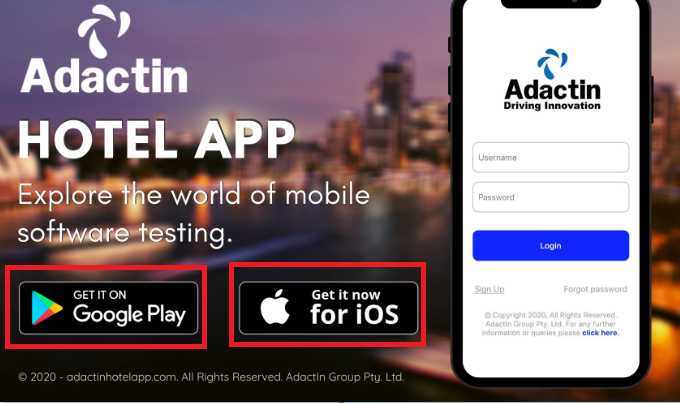 Adactin
HOTEL APP
Explore the world of mobile
software testing.
GET IT ON
Google Play
Get it now
for iOS
© 2020 - adactinhotelapp.com. All Rights Reserved. AdactIn Group Pty. Ltd.
Adactin
Driving Innovation
Username
Password
Login
Sign Up Forgot password
© Copyright 2020, All Rights Reserved.
Adactin Group Pty. Ltd. For any further
information or queries please click here.